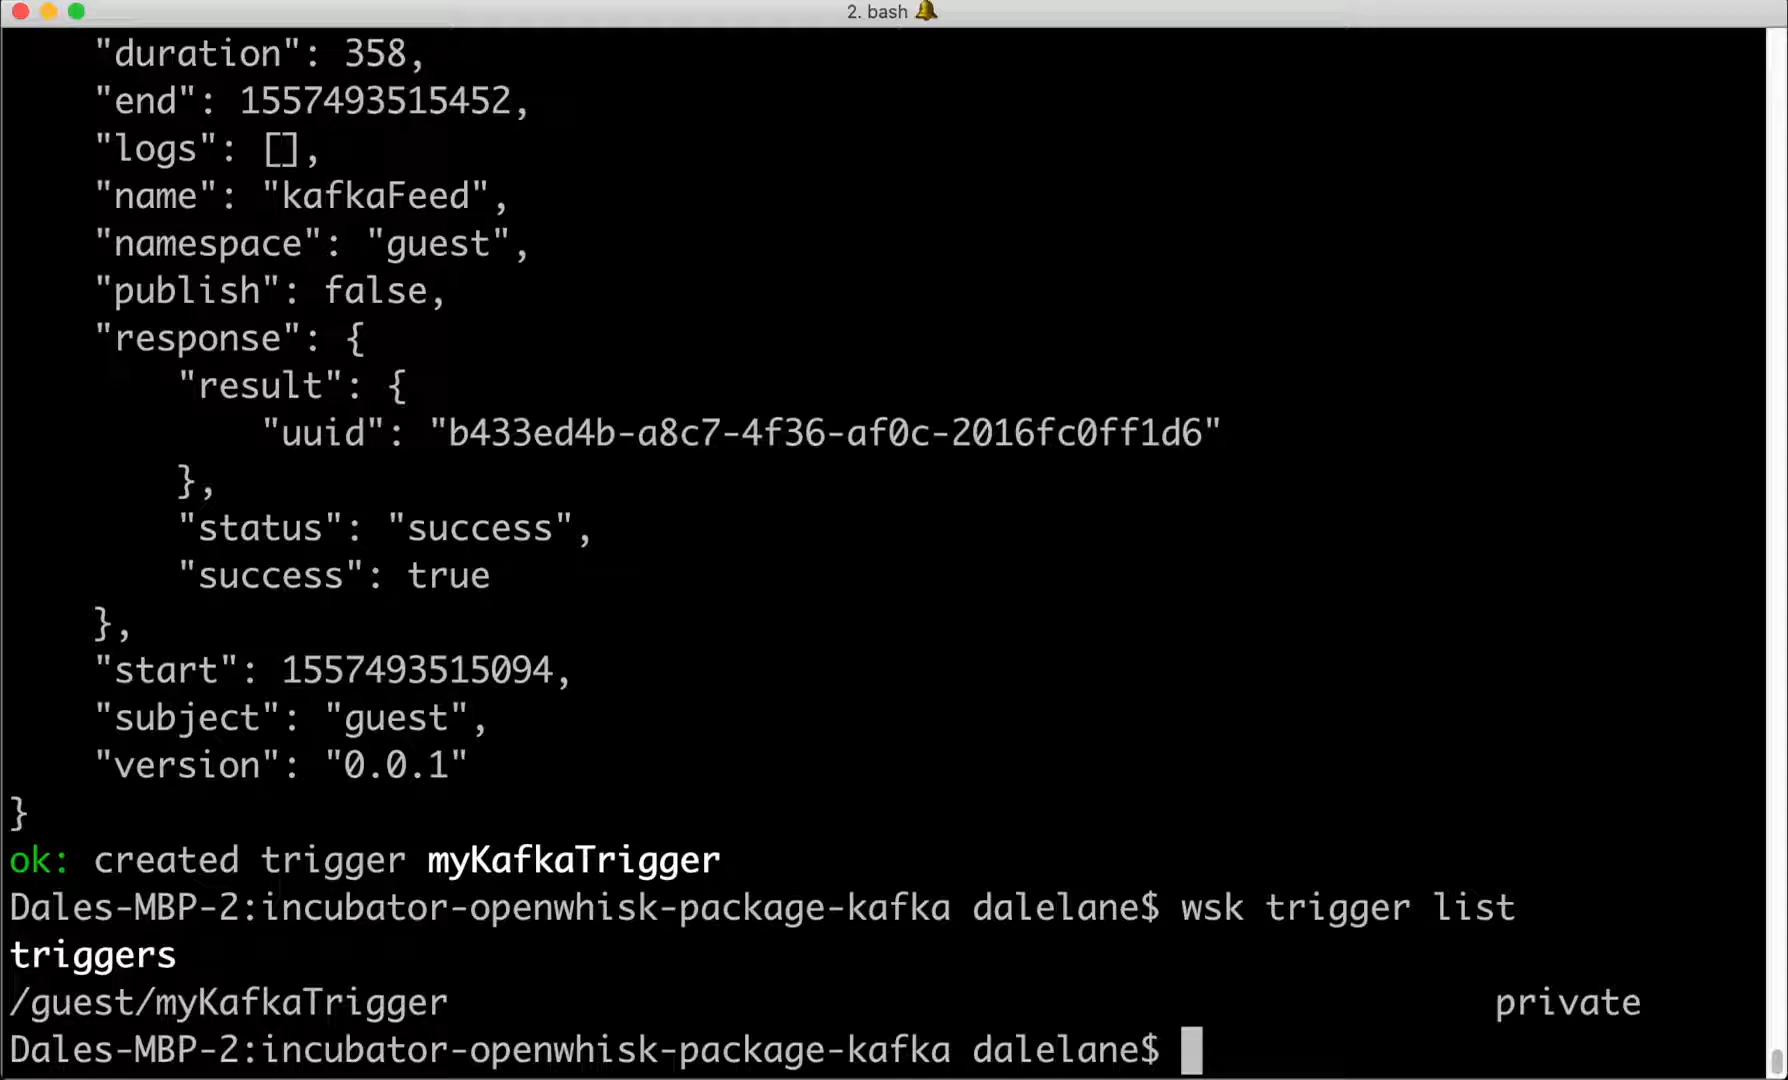 2. bash 🔔
"duration": 358,
"end": 1557493515452,
"logs": [],
"name": "kafkaFeed",
"namespace": "guest",
"publish": false,
"response": {
"result": {
"uuid": "b433ed4b-a8c7-4f36-af0c-2016fc0ff1d6"
},
"status": "success",
"success": true
},
"start": 1557493515094,
"subject": "guest",
"version": "0.0.1"
}
ok: created trigger myKafkaTrigger
Dales-MBP-2:incubator-openwhisk-package-kafka dalelane$ wsk trigger list
triggers
/guest/myKafkaTrigger private
Dales-MBP-2:incubator-openwhisk-package-kafka dalelane$